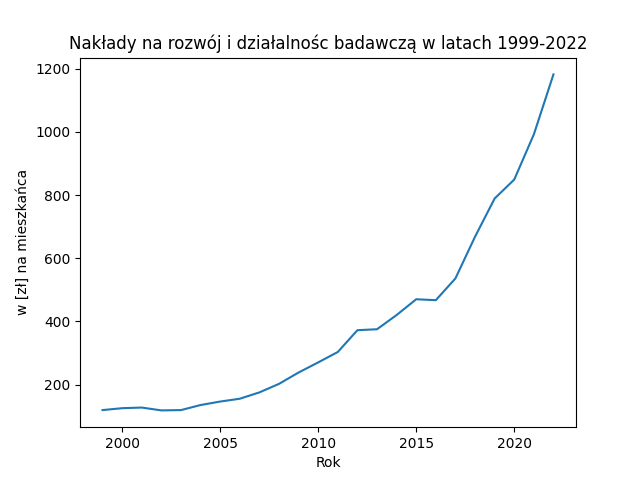 Nakłady na rozwój i działalnośc badawczą w latach 1999-2022
1200
1000
800
600
400
200
w [zł] na mieszkańca
2000 2005 2010 2015 2020
Rok